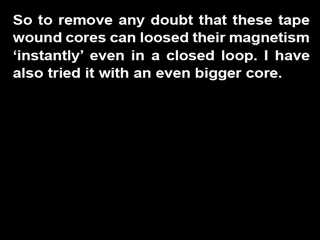 So to remove any doubt that these tape
wound cores can loosed their magnetism
‘instantly’ even in a closed loop. I have
also tried it with an even bigger core.